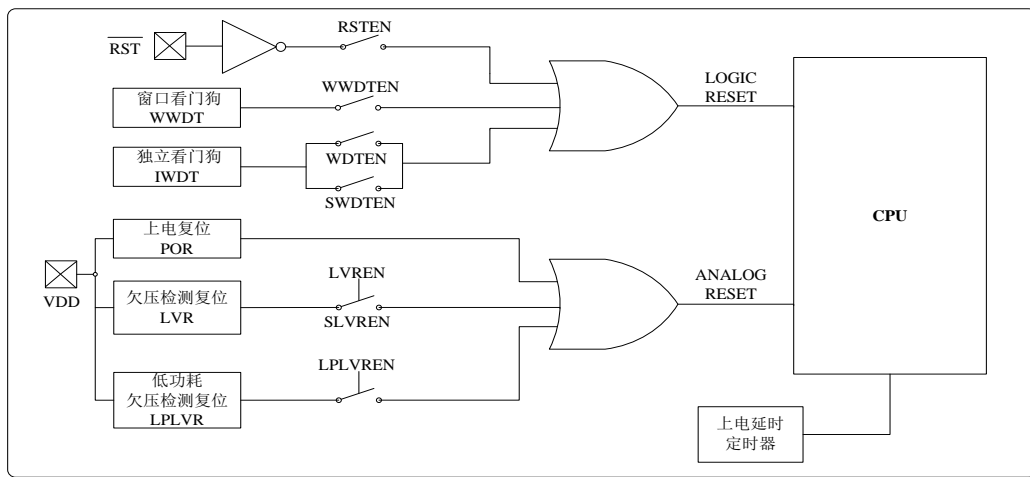 RSTEN
RST
LOGIC
RESET
窗口看门狗
WWDT
WWDTEN
独立看门狗
IWDT
WDTEN
SWDTEN
CPU
上电复位
POR
VDD
欠压检测复位
LVR
LVREN
SLVREN
ANALOG
RESET
低功耗
欠压检测复位
LPLVR
LPLVREN
上电延时
定时器